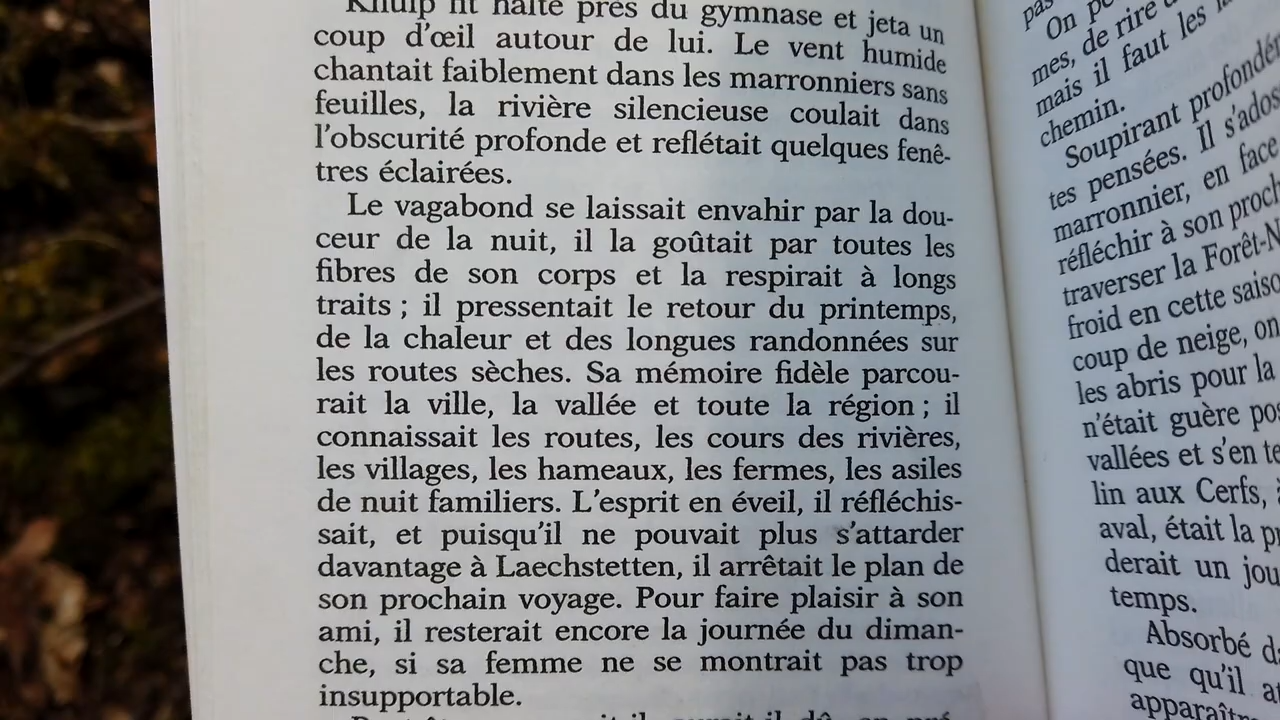 Knulp fit halte près du gymnase et jeta un
coup d'œil autour de lui. Le vent humide
chantait faiblement dans les marronniers sans
feuilles, la rivière silencieuse coulait dans
l'obscurité profonde et reflétait quelques fenê-
tres éclairées.
Le vagabond se laissait envahir par la dou-
ceur de la nuit, il la goûtait par toutes les
fibres de son corps et la respirait à longs
traits ; il pressentait le retour du printemps,
de la chaleur et des longues randonnées sur
les routes sèches. Sa mémoire fidèle parcou-
rait la ville, la vallée et toute la région ; il
connaissait les routes, les cours des rivières,
les villages, les hameaux, les fermes, les asiles
de nuit familiers. L'esprit en éveil, il réfléchis-
sait, et puisqu'il ne pouvait plus s'attarder
davantage à Laechstetten, il arrêtait le plan de
son prochain voyage. Pour faire plaisir à son
ami, il resterait encore la journée du diman-
che, si sa femme ne se montrait pas trop
insupportable.
pas
On
mes, de rire
mais il faut les
chemin.
Soupirant
tes pensées. Il
marronnier, en face
réfléchir à son
traverser la
froid en cette
coup de neige, on
les abris pour la
n'était guère
vallées et s'en
lin aux Cerfs,
aval, était la
derait un
temps.
Absorbé
que qu'il